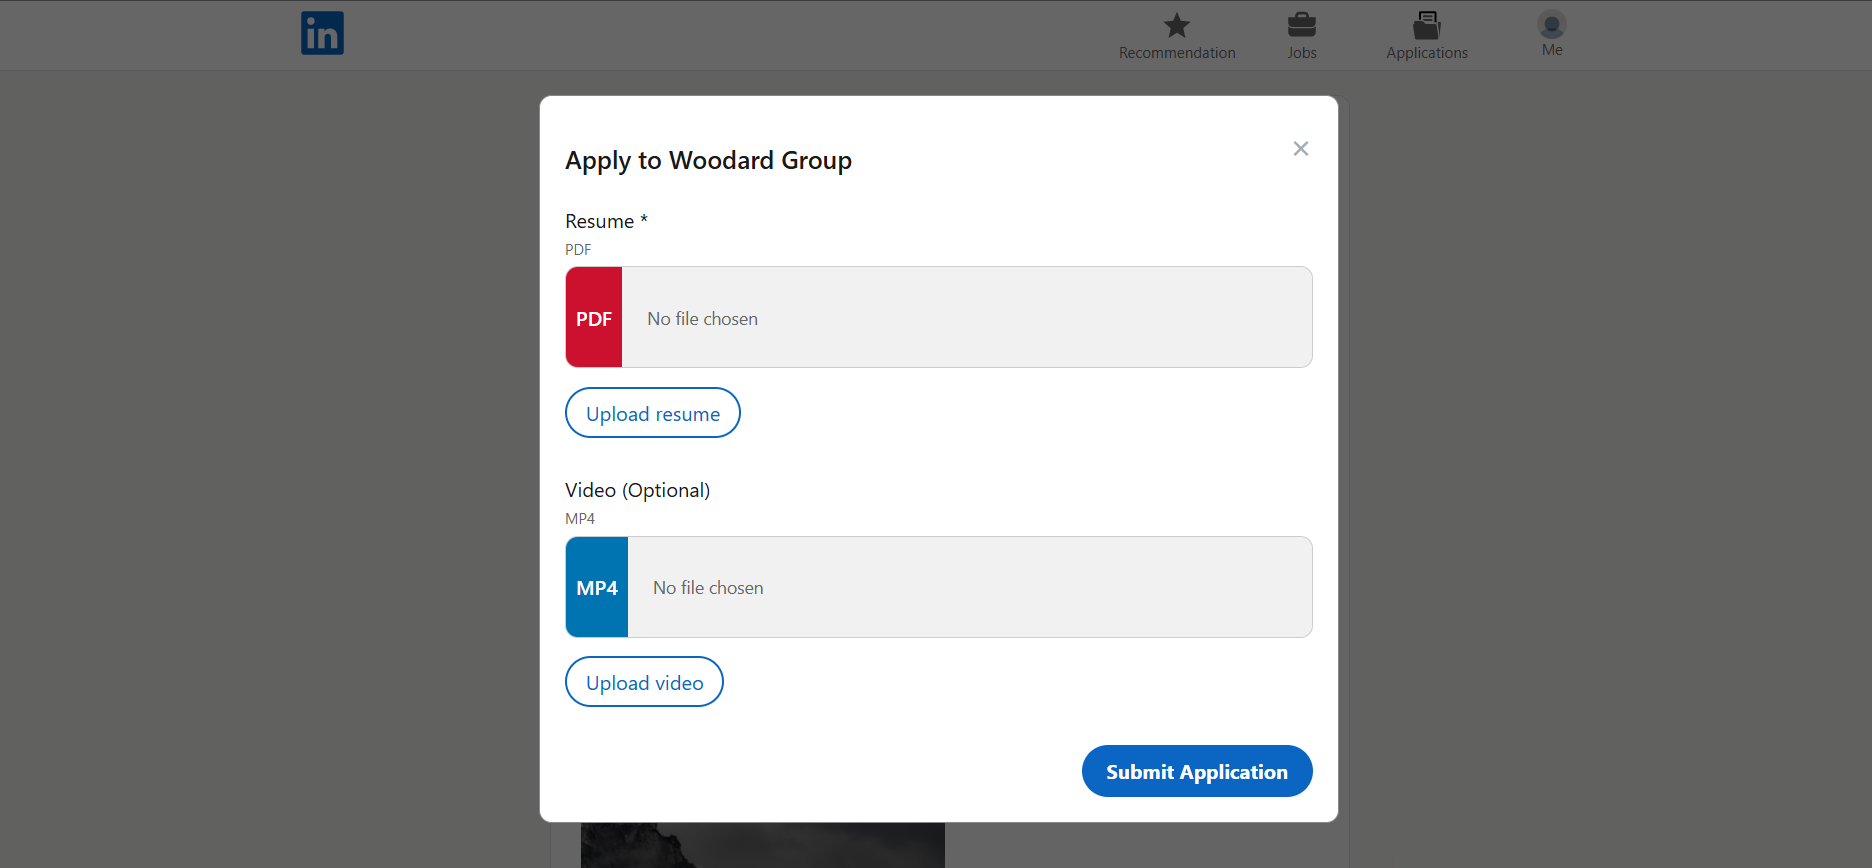 in
Recommendation
Jobs
Applications
Me
Apply to Woodard Group
×
Resume *
PDF
PDF
No file chosen
Upload resume
Video (Optional)
MP4
MP4
No file chosen
Upload video
Submit Application